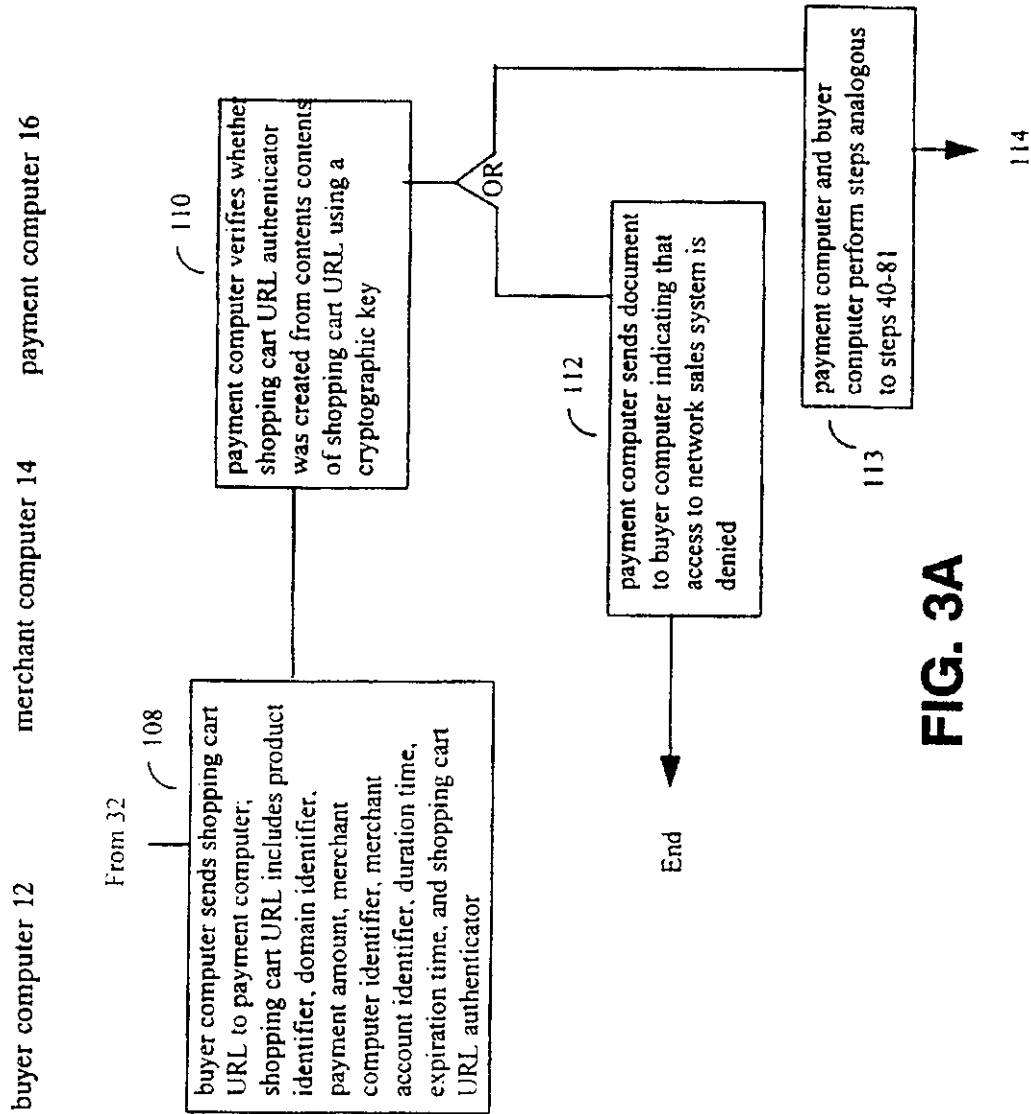 buyer computer 12
merchant computer 14
payment computer 16
From 32
108
buyer computer sends shopping cart
URL to payment computer;
shopping cart URL includes product
identifier, domain identifier,
payment amount, merchant
computer identifier, merchant
account identifier, duration time,
expiration time, and shopping cart
URL authenticator
110
payment computer verifies whether
shopping cart URL authenticator
was created from contents contents
of shopping cart URL using a
cryptographic key
OR
112
payment computer sends document
to buyer computer indicating that
access to network sales system is
denied
End
113
payment computer and buyer
computer perform steps analogous
to steps 40-81
114
FIG. 3A